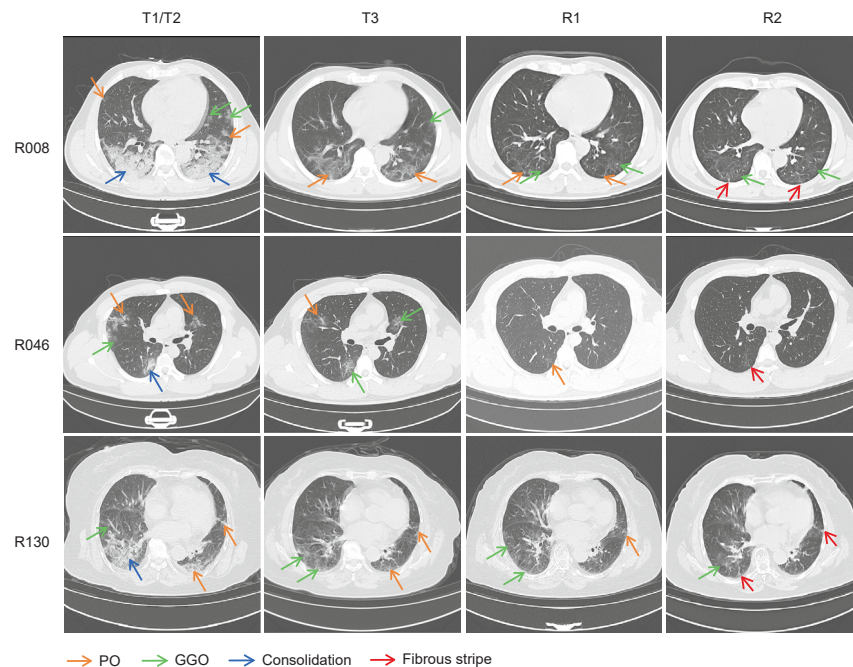 T1/T2 T3 R1 R2
R008
R046
R130
PO GGO Consolidation Fibrous stripe